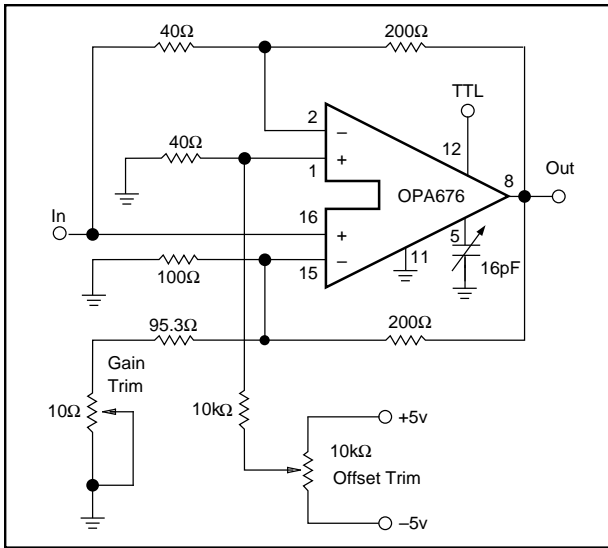 40Ω
200Ω
TTL
2
−
12
40Ω
+
1
Out
8
OPA676
In
16
+
5
−
15
11
16pF
100Ω
95.3Ω
200Ω
Gain
Trim
10Ω
10kΩ
+5v
10kΩ
Offset Trim
−5v